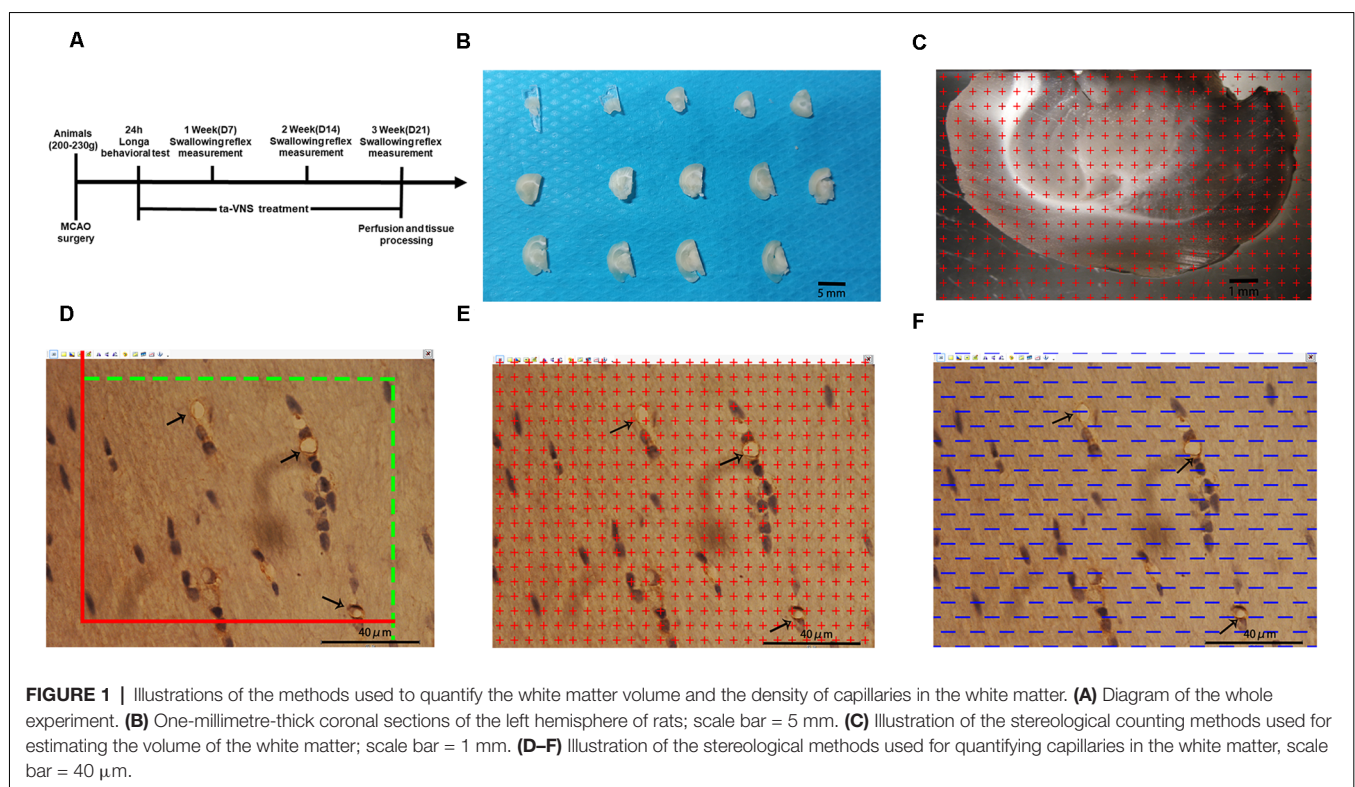 A
Animals
(200-230g)
24h
Longa
behavioral test
1 Week(D7)
Swallowing reflex
measurement
2 Week(D14)
Swallowing reflex
measurement
3 Week(D21)
Swallowing reflex
measurement
ta-VNS treatment
MCAO
surgery
Perfusion and tissue
processing
B
5 mm
C
1 mm
D
40 μm
E
40 μm
F
40 μm
FIGURE 1 | Illustrations of the methods used to quantify the white matter volume and the density of capillaries in the white matter. (A) Diagram of the whole
experiment. (B) One-millimetre-thick coronal sections of the left hemisphere of rats; scale bar = 5 mm. (C) Illustration of the stereological counting methods used for
estimating the volume of the white matter; scale bar = 1 mm. (D–F) Illustration of the stereological methods used for quantifying capillaries in the white matter, scale
bar = 40 μm.